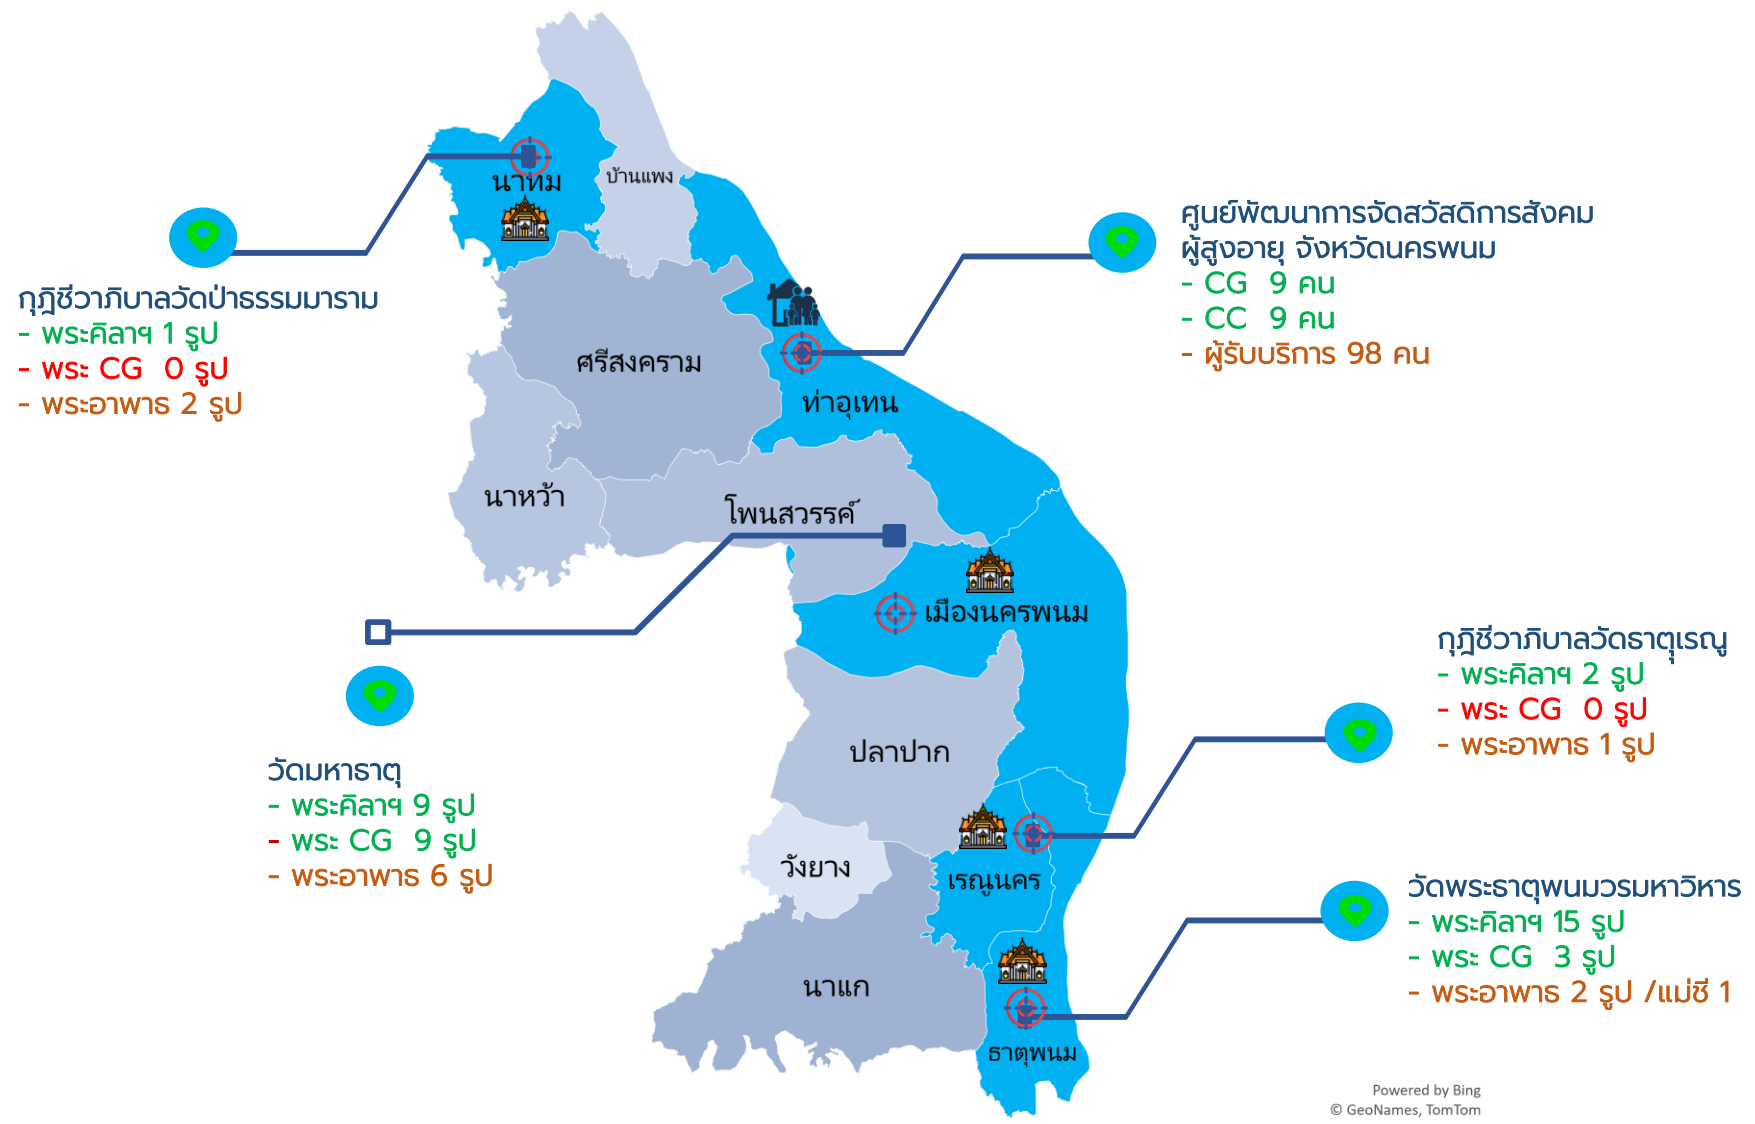 นาทม
บ้านแพง
ศรีสงคราม
ท่าอุเทน
นาหว้า
โพนสวรรค์
เมืองนครพนม
ปลาปาก
วังยาง
เรณูนคร
นาแก
ธาตุพนม
กุฎิชีวาภิบาลวัดป่าธรรมมาราม
- พระคิลาฯ 1 รูป
- พระ CG 0 รูป
- พระอาพาธ 2 รูป
ศูนย์พัฒนาการจัดสวัสดิการสังคม
ผู้สูงอายุ จังหวัดนครพนม
- CG 9 คน
- CC 9 คน
- ผู้รับบริการ 98 คน
วัดมหาธาตุ
- พระคิลาฯ 9 รูป
- พระ CG 9 รูป
- พระอาพาธ 6 รูป
กุฎิชีวาภิบาลวัดธาตุเรณู
- พระคิลาฯ 2 รูป
- พระ CG 0 รูป
- พระอาพาธ 1 รูป
วัดพระธาตุพนมวรมหาวิหาร
- พระคิลาฯ 15 รูป
- พระ CG 3 รูป
- พระอาพาธ 2 รูป /แม่ชี 1
Powered by Bing
© GeoNames, TomTom